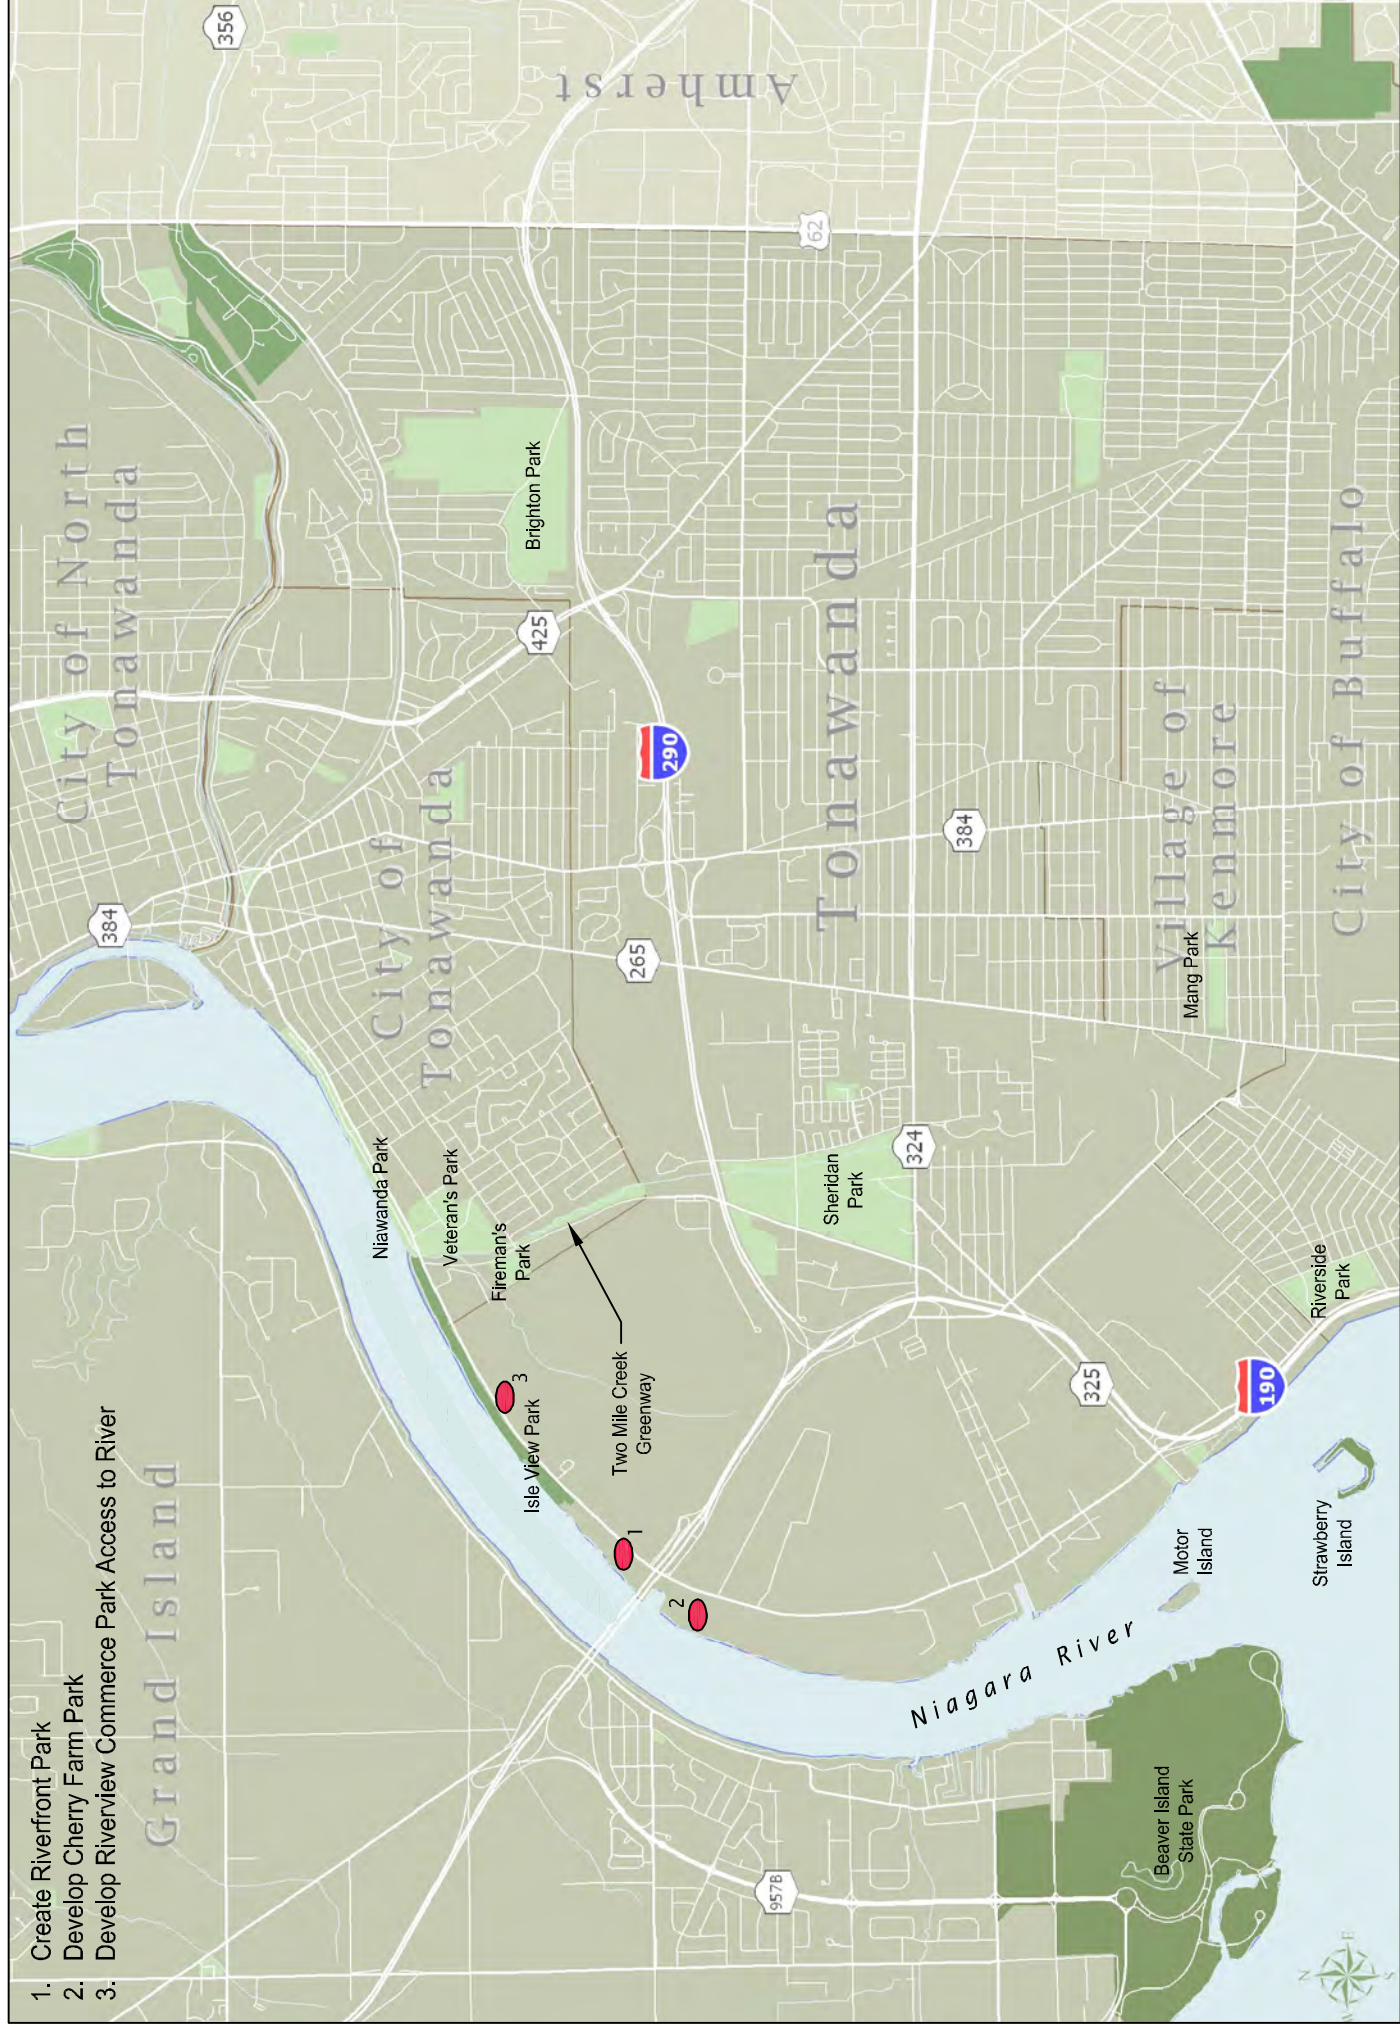 1. Create Riverfront Park
2. Develop Cherry Farm Park
3. Develop Riverview Commerce Park Access to River
Grand Island
City of North
Tonawanda
356
Amherst
384
City of
Tonawanda
425
Brighton Park
62
Niawanda Park
Veteran's Park
Fireman's
Park
3
Isle View Park
Two Mile Creek
Greenway
1
2
265
290
Tonawanda
384
Sheridan
Park
324
Village of
Kenmore
Mang Park
City of Buffalo
325
190
Riverside
Park
Niagara River
Motor
Island
Strawberry
Island
957B
Beaver Island
State Park
N
E
S
W